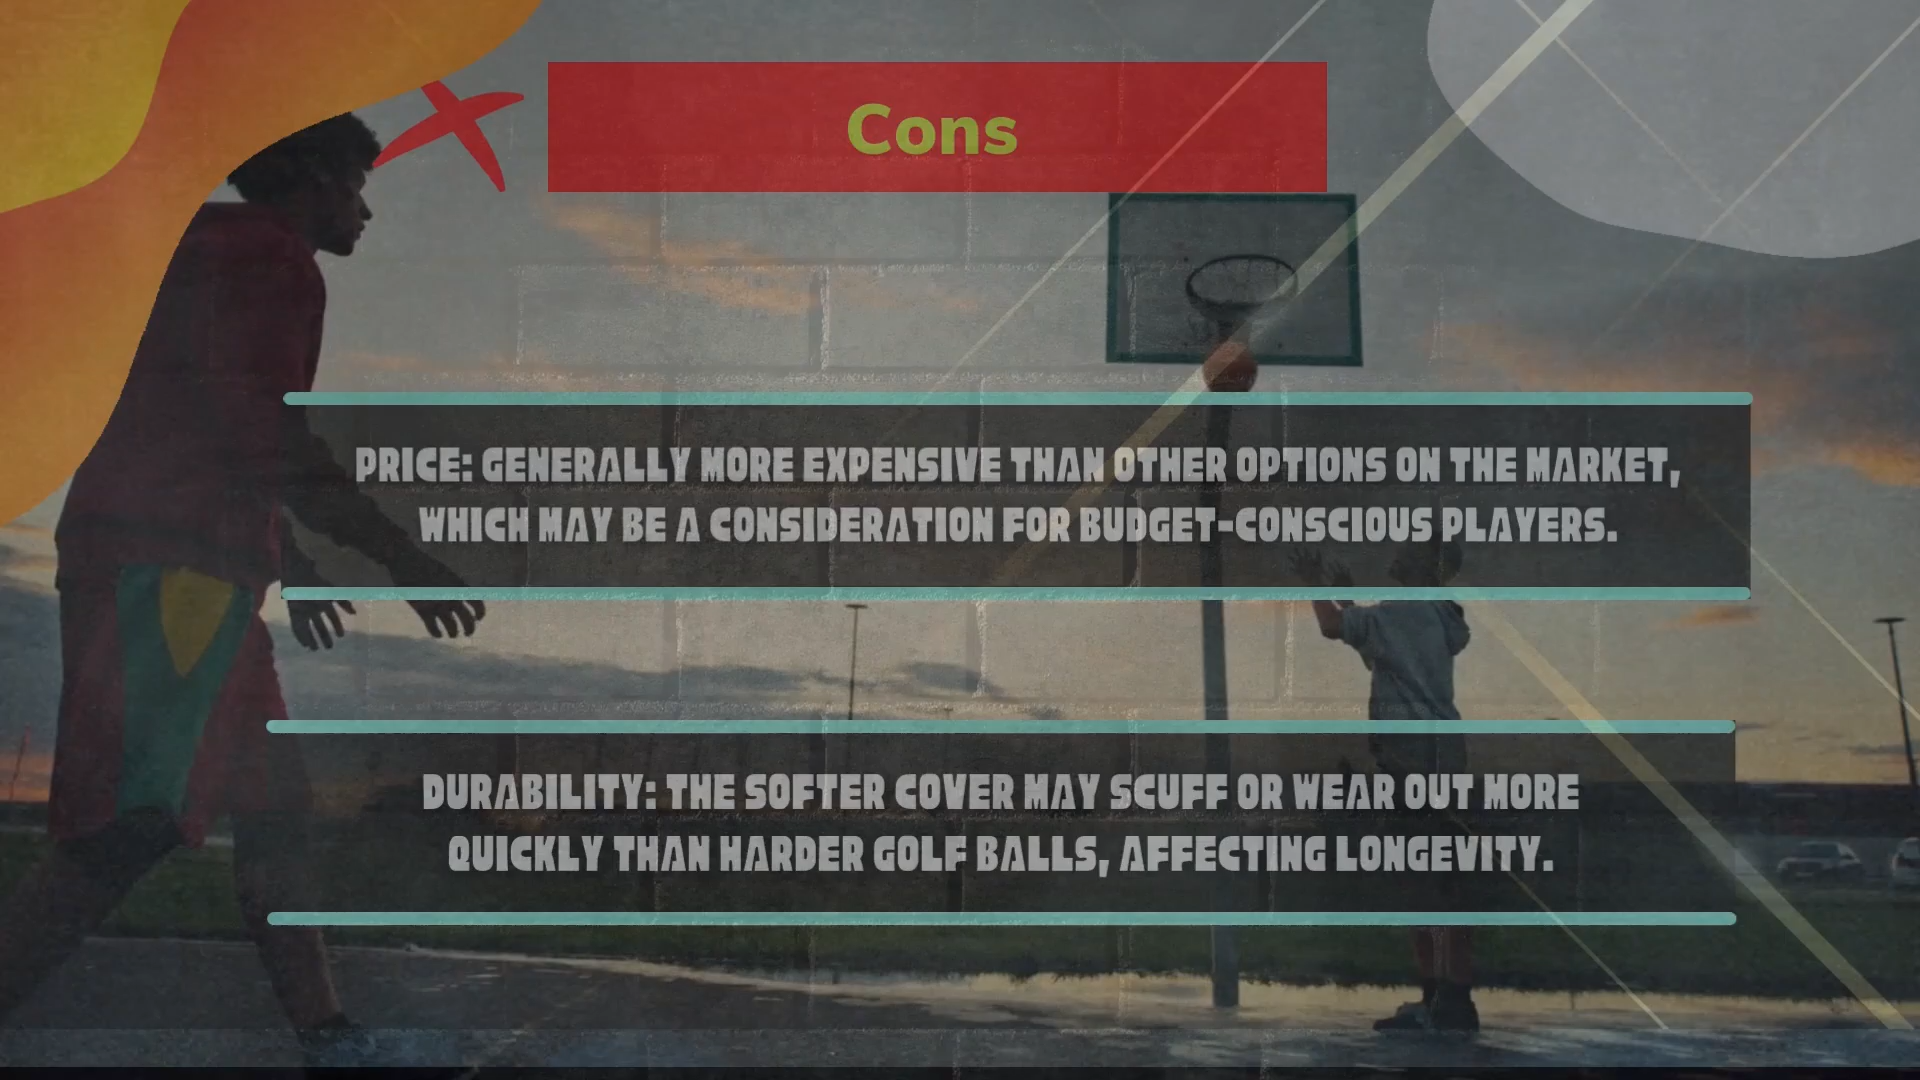 Cons
PRICE: GENERALLY MORE EXPENSIVE THAN OTHER OPTIONS ON THE MARKET,
WHICH MAY BE A CONSIDERATION FOR BUDGET-CONSCIOUS PLAYERS.
DURABILITY: THE SOFTER COVER MAY SCUFF OR WEAR OUT MORE
QUICKLY THAN HARDER GOLF BALLS, AFFECTING LONGEVITY.